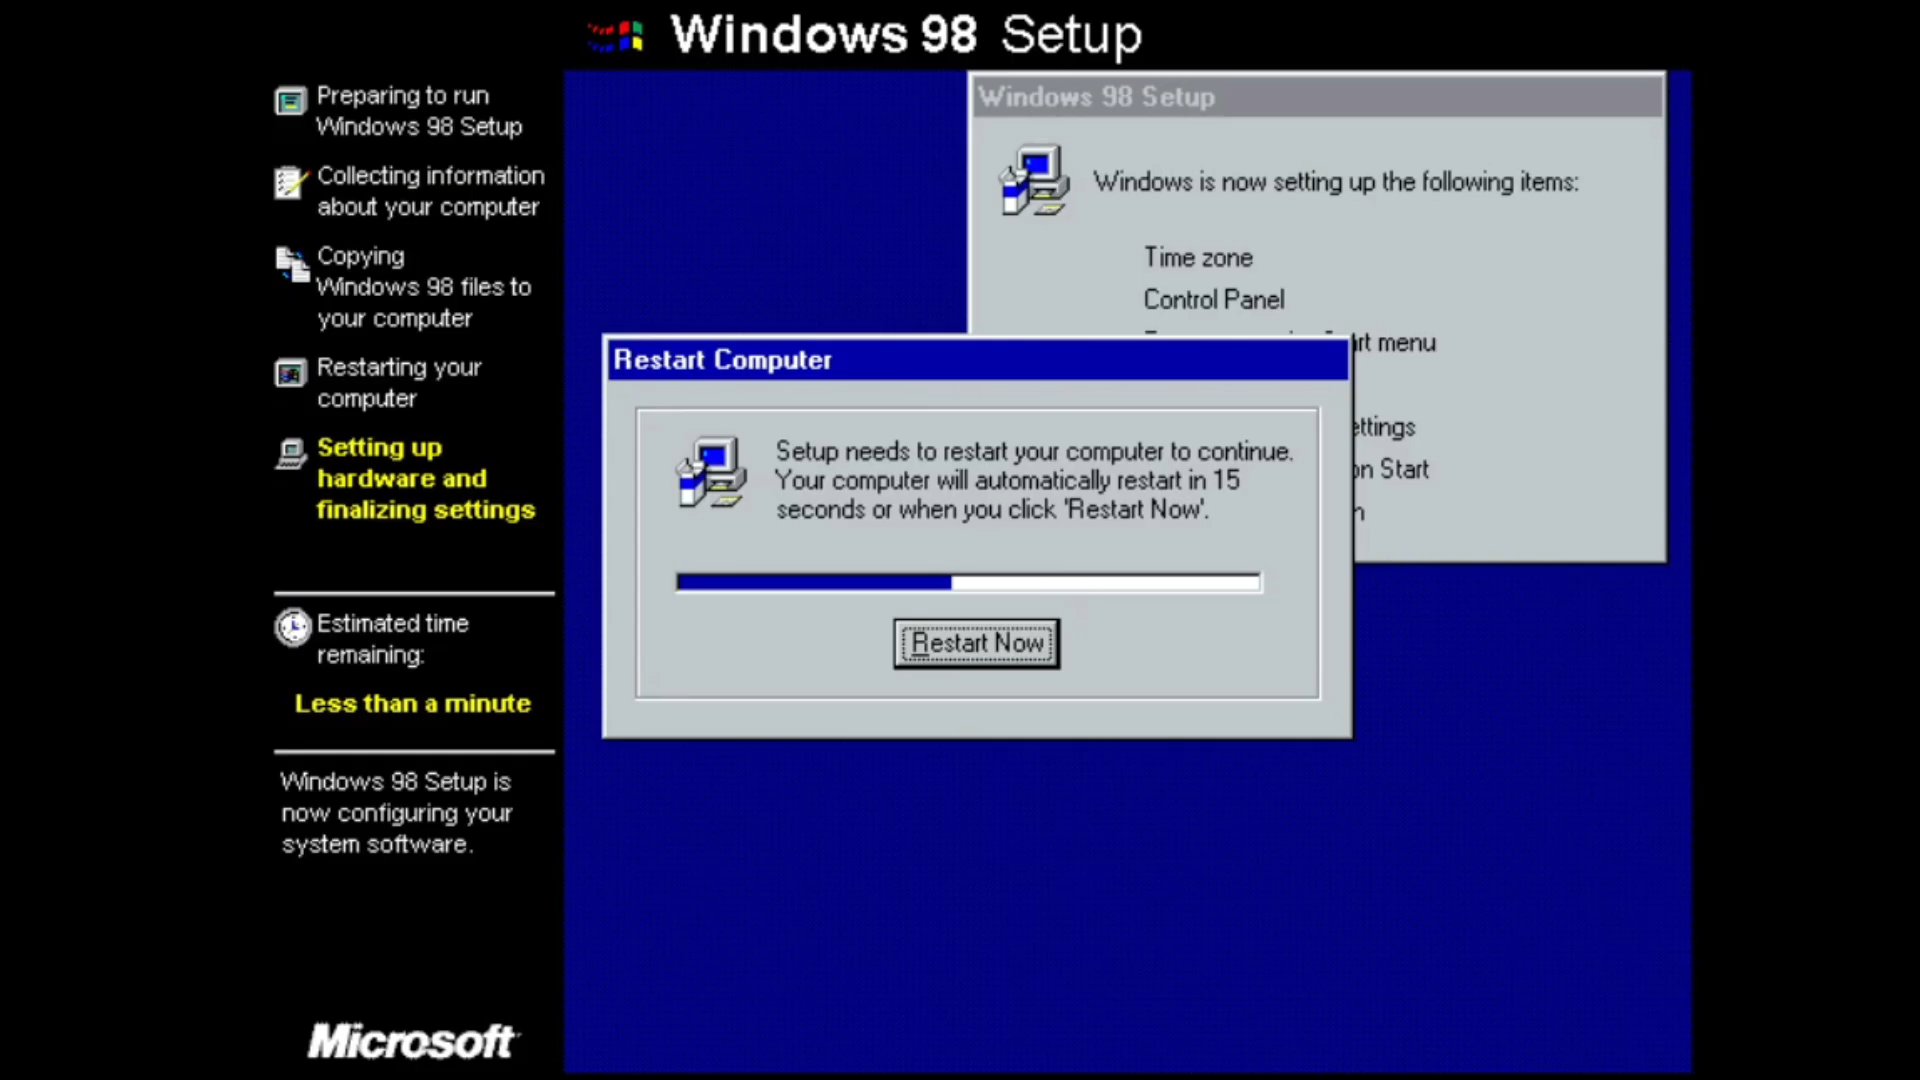 Windows 98 Setup
Preparing to run
Windows 98 Setup
Collecting information
about your computer
Copying
Windows 98 files to
your computer
Restarting your
computer
Setting up
hardware and
finalizing settings
Estimated time
remaining:
Less than a minute
Windows 98 Setup is
now configuring your
system software.
Microsoft
Windows 98 Setup
Windows is now setting up the following items:
Time zone
Control Panel
menu
on Start
Restart Computer
Setup needs to restart your computer to continue.
Your computer will automatically restart in 15
seconds or when you click 'Restart Now'.
Restart Now